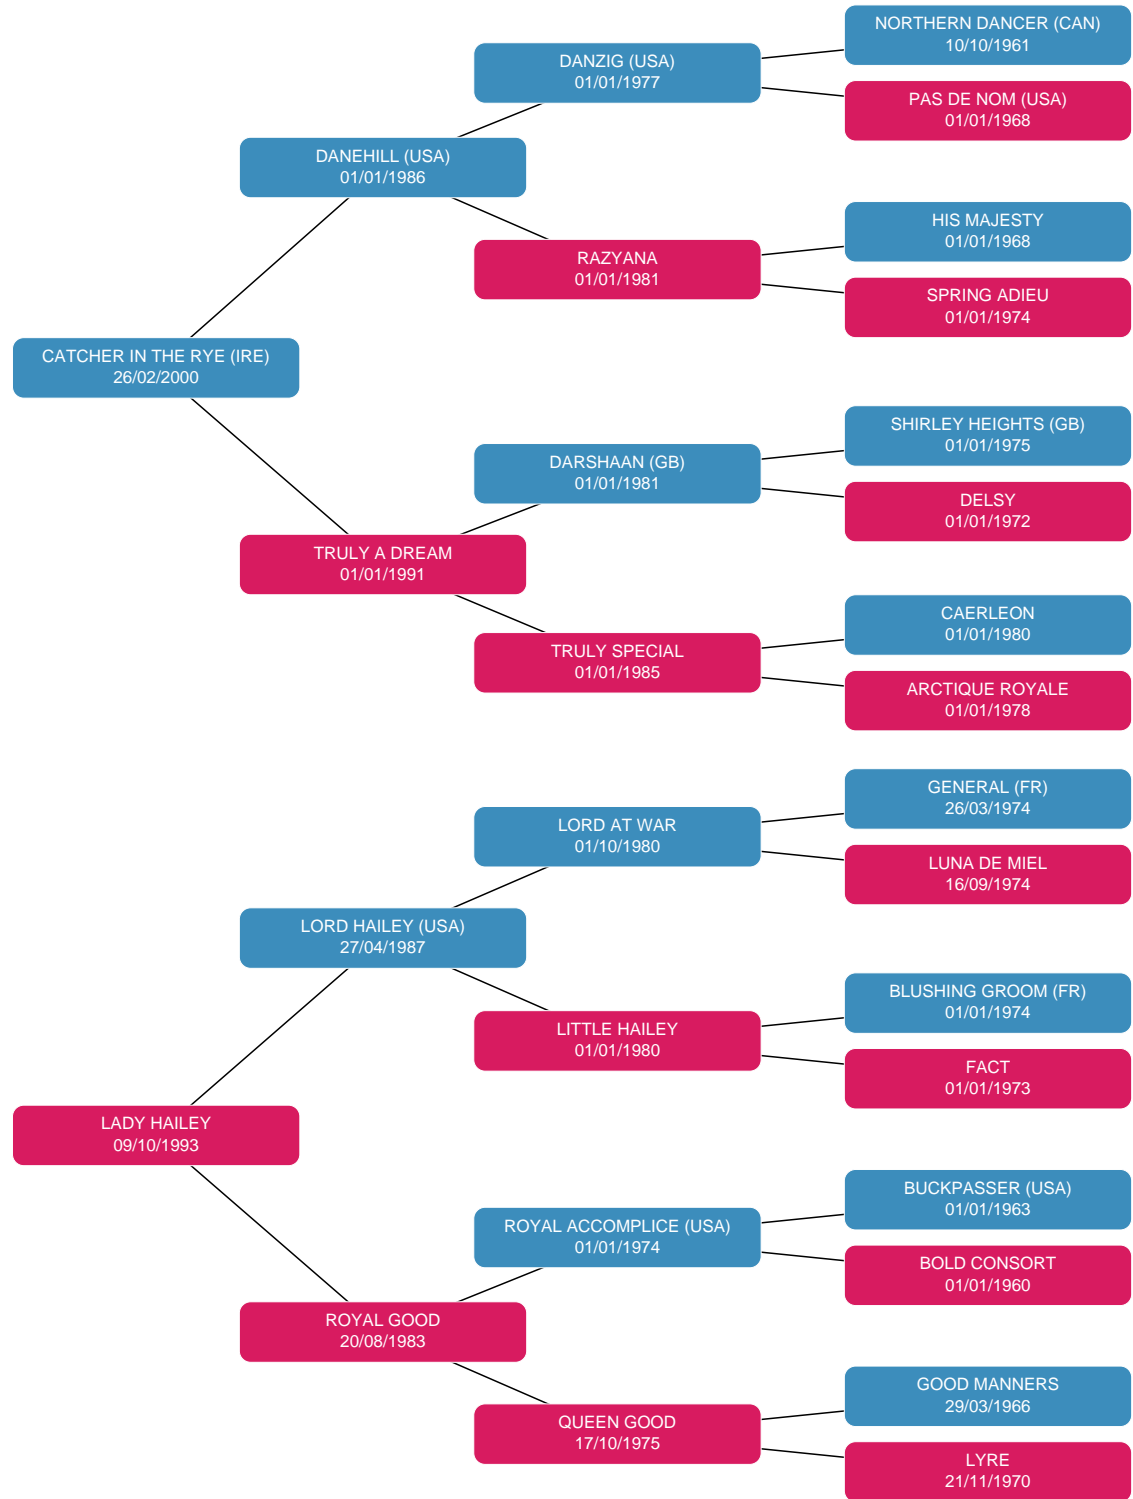 NORTHERN DANCER (CAN)
10/10/1961
DANZIG (USA)
01/01/1977
PAS DE NOM (USA)
01/01/1968
DANEHILL (USA)
01/01/1986
HIS MAJESTY
01/01/1968
RAZYANA
01/01/1981
SPRING ADIEU
01/01/1974
CATCHER IN THE RYE (IRE)
26/02/2000
SHIRLEY HEIGHTS (GB)
01/01/1975
DARSHAAN (GB)
01/01/1981
DELSY
01/01/1972
TRULY A DREAM
01/01/1991
CAERLEON
01/01/1980
TRULY SPECIAL
01/01/1985
ARCTIQUE ROYALE
01/01/1978
GENERAL (FR)
26/03/1974
LORD AT WAR
01/10/1980
LUNA DE MIEL
16/09/1974
LORD HAILEY (USA)
27/04/1987
BLUSHING GROOM (FR)
01/01/1974
LITTLE HAILEY
01/01/1980
FACT
01/01/1973
LADY HAILEY
09/10/1993
BUCKPASSER (USA)
01/01/1963
ROYAL ACCOMPLICE (USA)
01/01/1974
BOLD CONSORT
01/01/1960
ROYAL GOOD
20/08/1983
GOOD MANNERS
29/03/1966
QUEEN GOOD
17/10/1975
LYRE
21/11/1970